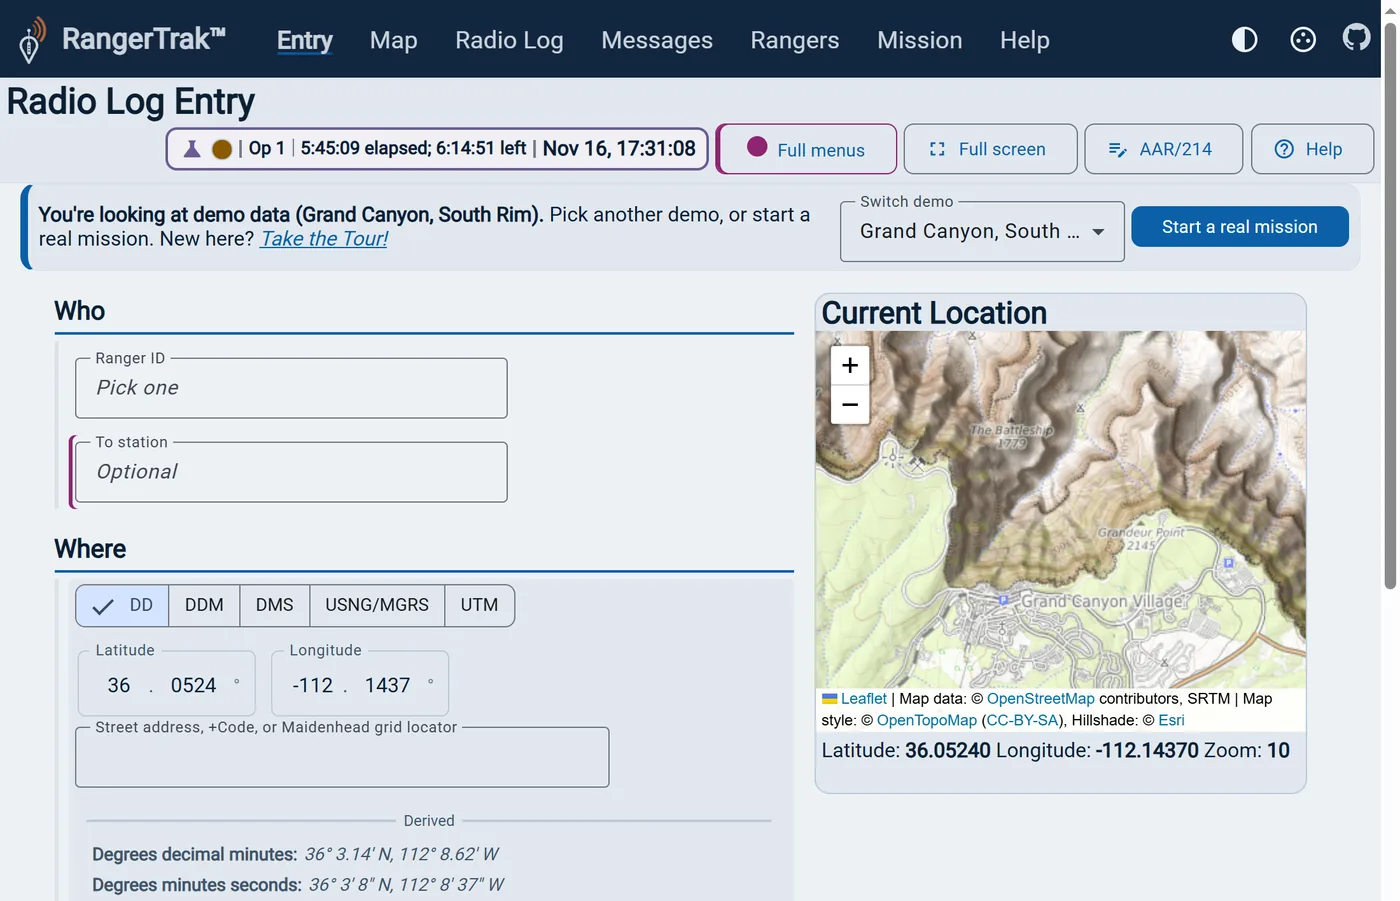 RangerTrak™ Entry Map Radio Log Messages Rangers Mission Help
Radio Log Entry
| Op 1 | 5:45:09 elapsed; 6:14:51 left | Nov 16, 17:31:08
Full menus
Full screen
AAR/214
Help
You're looking at demo data (Grand Canyon, South Rim). Pick another demo, or start a
real mission. New here? Take the Tour!
Switch demo
Grand Canyon, South ...
Start a real mission
Who
Ranger ID
Pick one
To station
Optional
Where
DD DDM DMS USNG/MGRS UTM
Latitude
36 . 0524 °
Longitude
-112 . 1437 °
Street address, +Code, or Maidenhead grid locator
Derived
Degrees decimal minutes: 36° 3.14' N, 112° 8.62' W
Degrees minutes seconds: 36° 3' 8" N, 112° 8' 37" W
Current Location
+
−
The Battleship
1779
Grandeur Point
2145
Grand Canyon Village
Leaflet | Map data: © OpenStreetMap contributors, SRTM | Map
style: © OpenTopoMap (CC-BY-SA), Hillshade: © Esri
Latitude: 36.05240 Longitude: -112.14370 Zoom: 10